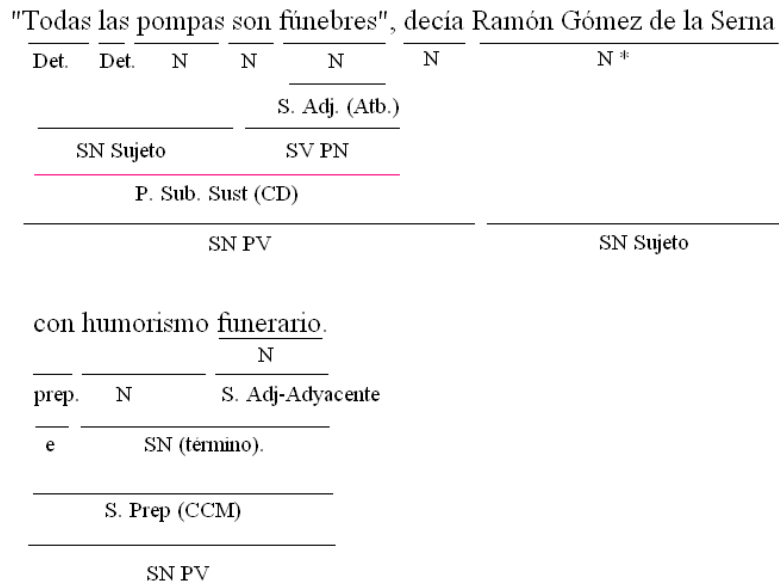 "Todas las pompas son fúnebres", decía Ramón Gómez de la Serna
Det. Det. N N N N N *
S. Adj. (Atb.)
SN Sujeto SV PN
P. Sub. Sust (CD)
SN PV SN Sujeto
con humorismo funerario.
N
prep. N S. Adj-Adyacente
e SN (término).
S. Prep (CCM)
SN PV